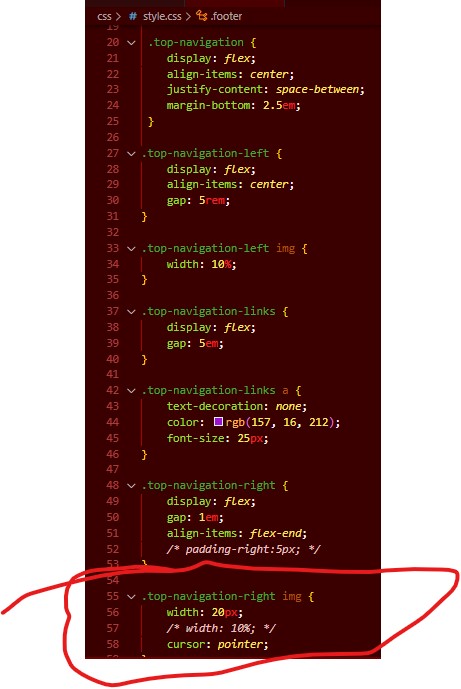 css > # style.css > .footer
19
20 .top-navigation {
21 display: flex;
22 align-items: center;
23 justify-content: space-between;
24 margin-bottom: 2.5em;
25 }
26
27 .top-navigation-left {
28 display: flex;
29 align-items: center;
30 gap: 5rem;
31 }
32
33 .top-navigation-left img {
34 width: 10%;
35 }
36
37 .top-navigation-links {
38 display: flex;
39 gap: 5em;
40 }
41
42 .top-navigation-links a {
43 text-decoration: none;
44 color: rgb(157, 16, 212);
45 font-size: 25px;
46 }
47
48 .top-navigation-right {
49 display: flex;
50 gap: 1em;
51 align-items: flex-end;
52 /* padding-right:5px; */
53 }
54
55 .top-navigation-right img {
56 width: 20px;
57 /* width: 10%; */
58 cursor: pointer;
59 }